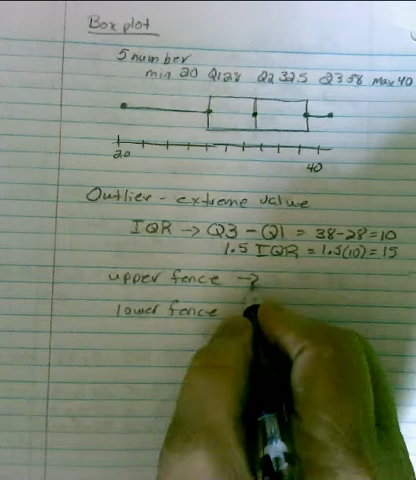 Box plot
5 number
min 20 Q1 28 Q2 32.5 Q3 38 max 40
20 40
Outlier - extreme value
IQR → Q3 - Q1 = 38-28=10
1.5 IQR = 1.5(10) = 15
upper fence →
lower fence